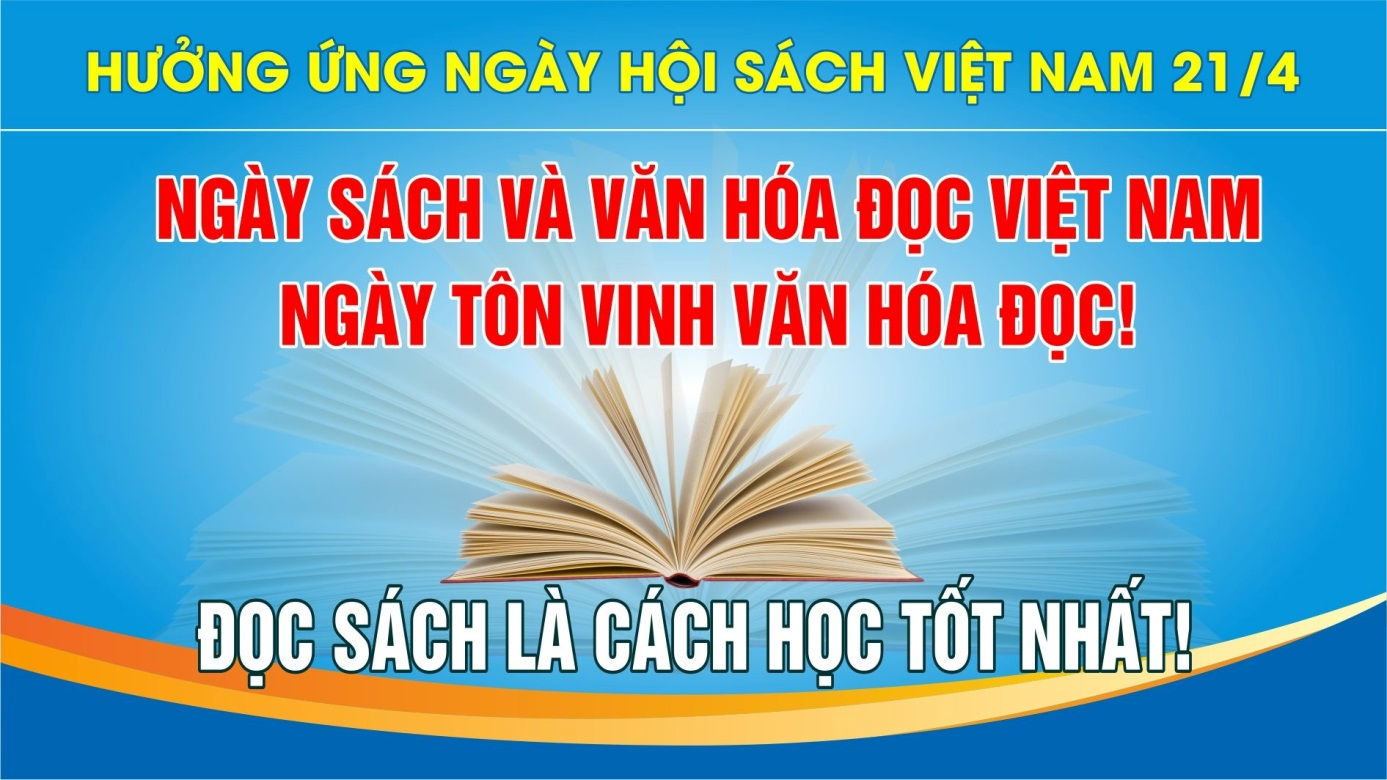 HƯỞNG ỨNG NGÀY HỘI SÁCH VIỆT NAM 21/4
NGÀY SÁCH VÀ VĂN HÓA ĐỌC VIỆT NAM
NGÀY TÔN VINH VĂN HÓA ĐỌC!
ĐỌC SÁCH LÀ CÁCH HỌC TỐT NHẤT!